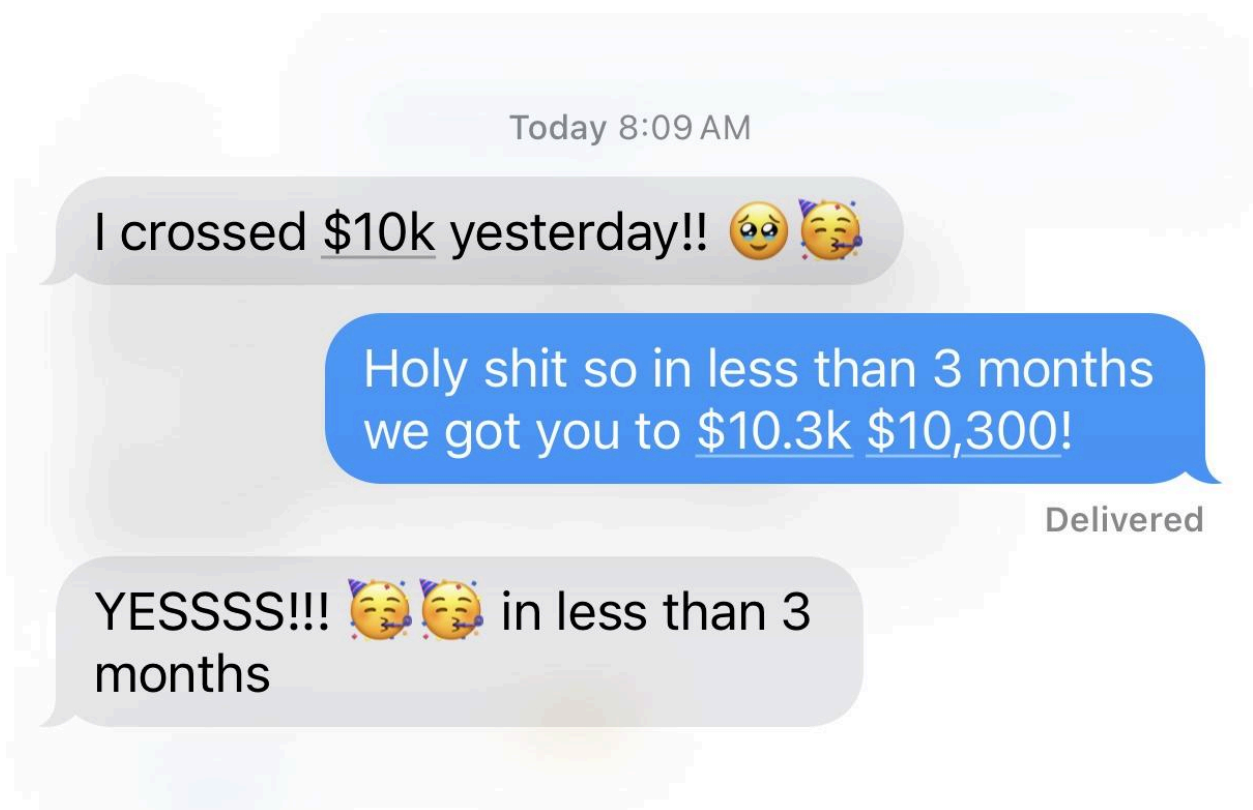 Today 8:09 AM
I crossed $10k yesterday!! 🥹🥳
Holy shit so in less than 3 months
we got you to $10.3k $10,300!
Delivered
YESSSS!!! 🥳🥳 in less than 3
months